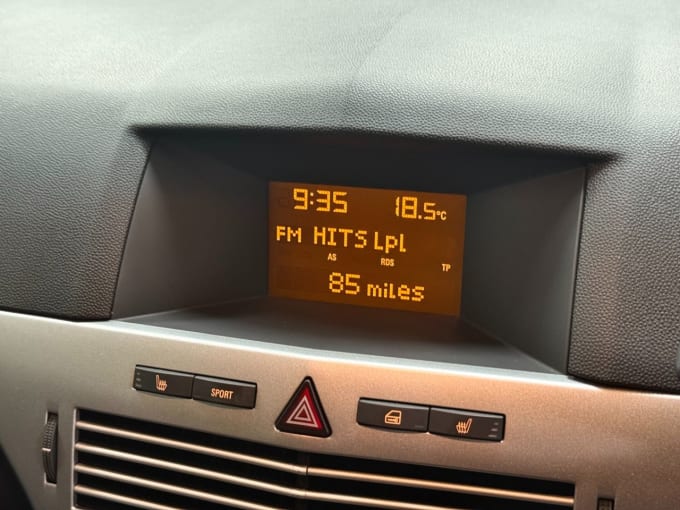 9:35 18.5°C
FM HITS Lpl
AS RDS TP
85 miles
SPORT